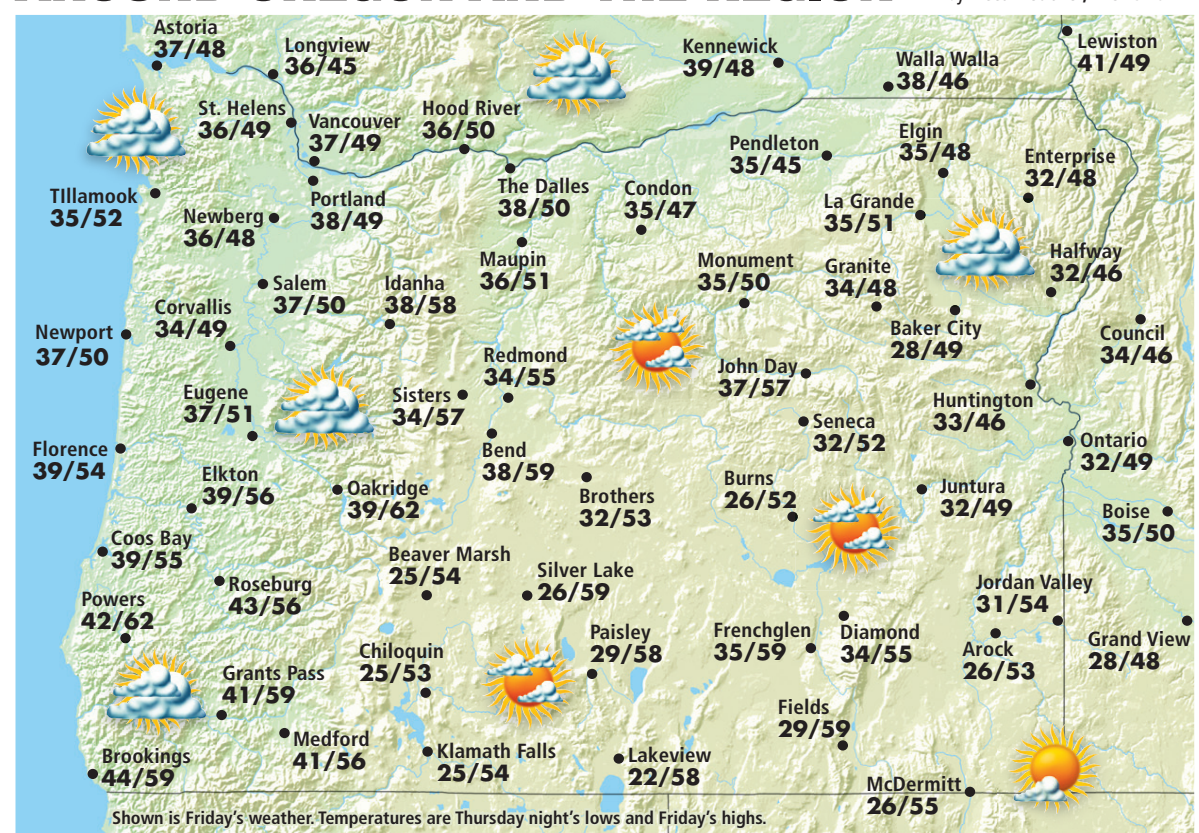 AROUND OREGON AND THE REGION
Astoria
37/48
Longview
36/45
Kennewick
39/48
Walla Walla
38/46
Lewiston
41/49
St. Helens
36/49
Vancouver
37/49
Hood River
36/50
Pendleton
35/45
Elgin
35/48
Enterprise
32/48
TIllamook
35/52
Portland
38/49
Newberg
36/48
The Dalles
38/50
Condon
35/47
La Grande
35/51
Maupin
36/51
Monument
35/50
Granite
34/48
Halfway
32/46
Salem
37/50
Idanha
38/58
Corvallis
34/49
Newport
37/50
Baker City
28/49
Council
34/46
Redmond
34/55
John Day
37/57
Eugene
37/51
Sisters
34/57
Huntington
33/46
Seneca
32/52
Florence
39/54
Bend
38/59
Ontario
32/49
Elkton
39/56
Oakridge
39/62
Brothers
32/53
Burns
26/52
Juntura
32/49
Boise
35/50
Coos Bay
39/55
Beaver Marsh
25/54
Silver Lake
26/59
Roseburg
43/56
Jordan Valley
31/54
Powers
42/62
Paisley
29/58
Frenchglen
35/59
Diamond
34/55
Arock
26/53
Grand View
28/48
Chiloquin
25/53
Grants Pass
41/59
Fields
29/59
Medford
41/56
Klamath Falls
25/54
Lakeview
22/58
Brookings
44/59
McDermitt
26/55
Shown is Friday's weather. Temperatures are Thursday night's lows and Friday's highs.